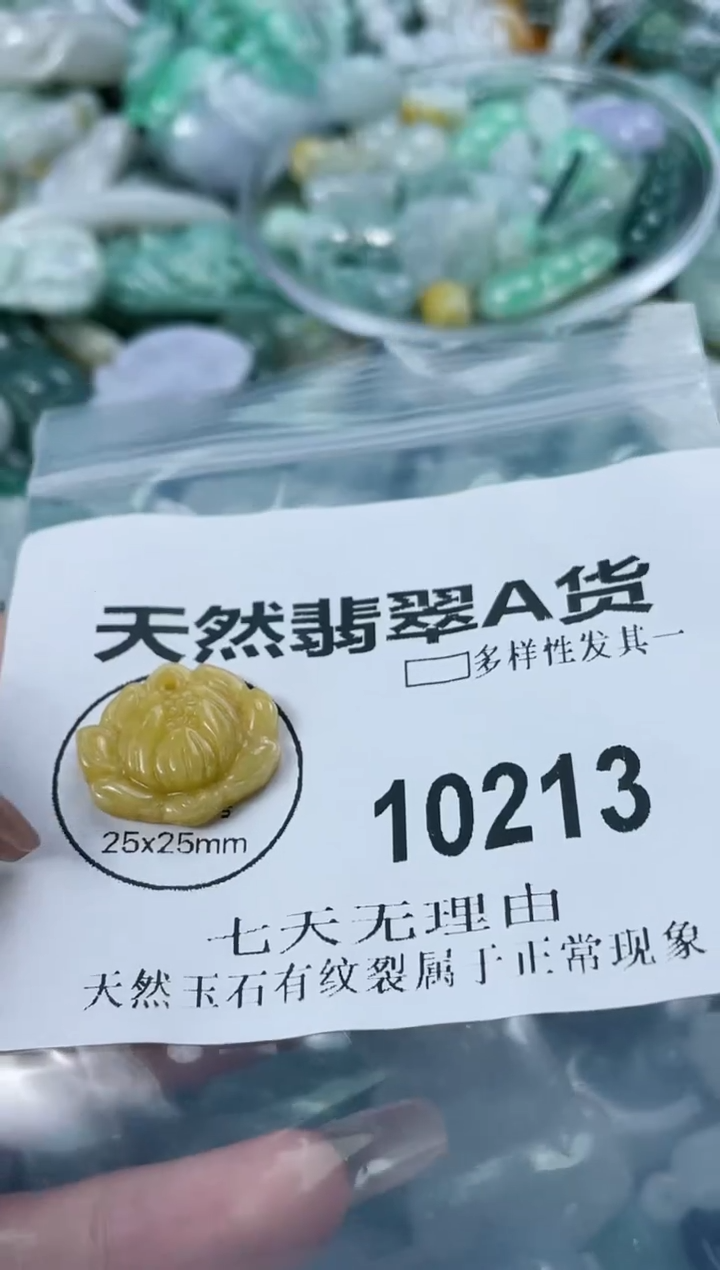 天然翡翠A货
多样性发其一
25x25mm
10213
七天无理由
天然玉石有纹裂属于正常现象